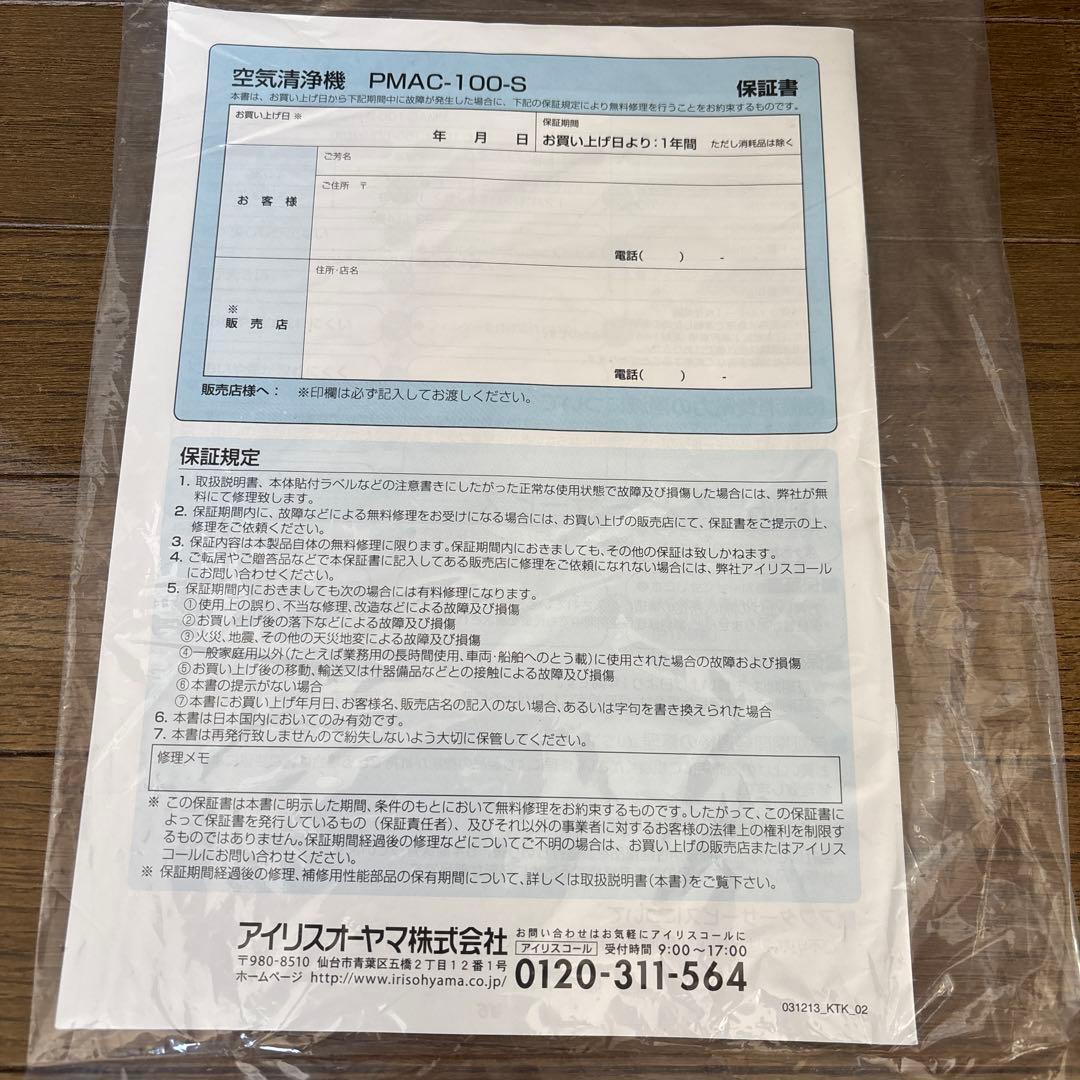 空気清浄機 PMAC-100-S 保証書
本書は、お買い上げ日から下記期間中に故障が発生した場合に、下記の保証規定により無料修理を行うことをお約束するものです。
お買い上げ日 ※
年 月 日
保証期間
お買い上げ日より：1年間 ただし消耗品は除く
お客様
ご芳名
ご住所 〒
電話( ) -
※
販売店
住所・店名
電話( ) -
販売店様へ： ※印欄は必ず記入してお渡しください。
保証規定
1. 取扱説明書、本体貼付ラベルなどの注意書きにしたがった正常な使用状態で故障及び損傷した場合には、弊社が無
料にて修理致します。
2. 保証期間内に、故障などによる無料修理をお受けになる場合には、お買い上げの販売店にて、保証書をご提示の上、
修理をご依頼ください。
3. 保証内容は本製品自体の無料修理に限ります。保証期間内におきましても、その他の保証は致しかねます。
4. ご転居やご贈答品などで本保証書に記入してある販売店に修理をご依頼になれない場合には、弊社アイリスコール
にお問い合わせください。
5. 保証期間内におきましても次の場合には有料修理になります。
①使用上の誤り、不当な修理、改造などによる故障及び損傷
②お買い上げ後の落下などによる故障及び損傷
③火災、地震、その他の天災地変による故障及び損傷
④一般家庭用以外(たとえば業務用の長時間使用、車両・船舶へのとう載)に使用された場合の故障および損傷
⑤お買い上げ後の移動、輸送又は什器備品などとの接触による故障及び損傷
⑥本書の提示がない場合
⑦本書にお買い上げ年月日、お客様名、販売店名の記入のない場合、あるいは字句を書き換えられた場合
6. 本書は日本国内においてのみ有効です。
7. 本書は再発行致しませんので紛失しないよう大切に保管してください。
修理メモ
※ この保証書は本書に明示した期間、条件のもとにおいて無料修理をお約束するものです。したがって、この保証書に
よって保証書を発行しているもの（保証責任者）、及びそれ以外の事業者に対するお客様の法律上の権利を制限す
るものではありません。保証期間経過後の修理などについてご不明の場合は、お買い上げの販売店またはアイリス
コールにお問い合わせください。
※ 保証期間経過後の修理、補修用性能部品の保有期間について、詳しくは取扱説明書(本書)をご覧下さい。
アイリスオーヤマ株式会社
〒980-8510 仙台市青葉区五橋2丁目12番1号
ホームページ http://www.irisohyama.co.jp/
お問い合わせはお気軽にアイリスコールに
アイリスコール 受付時間 9:00～17:00
0120-311-564
031213_KTK_02